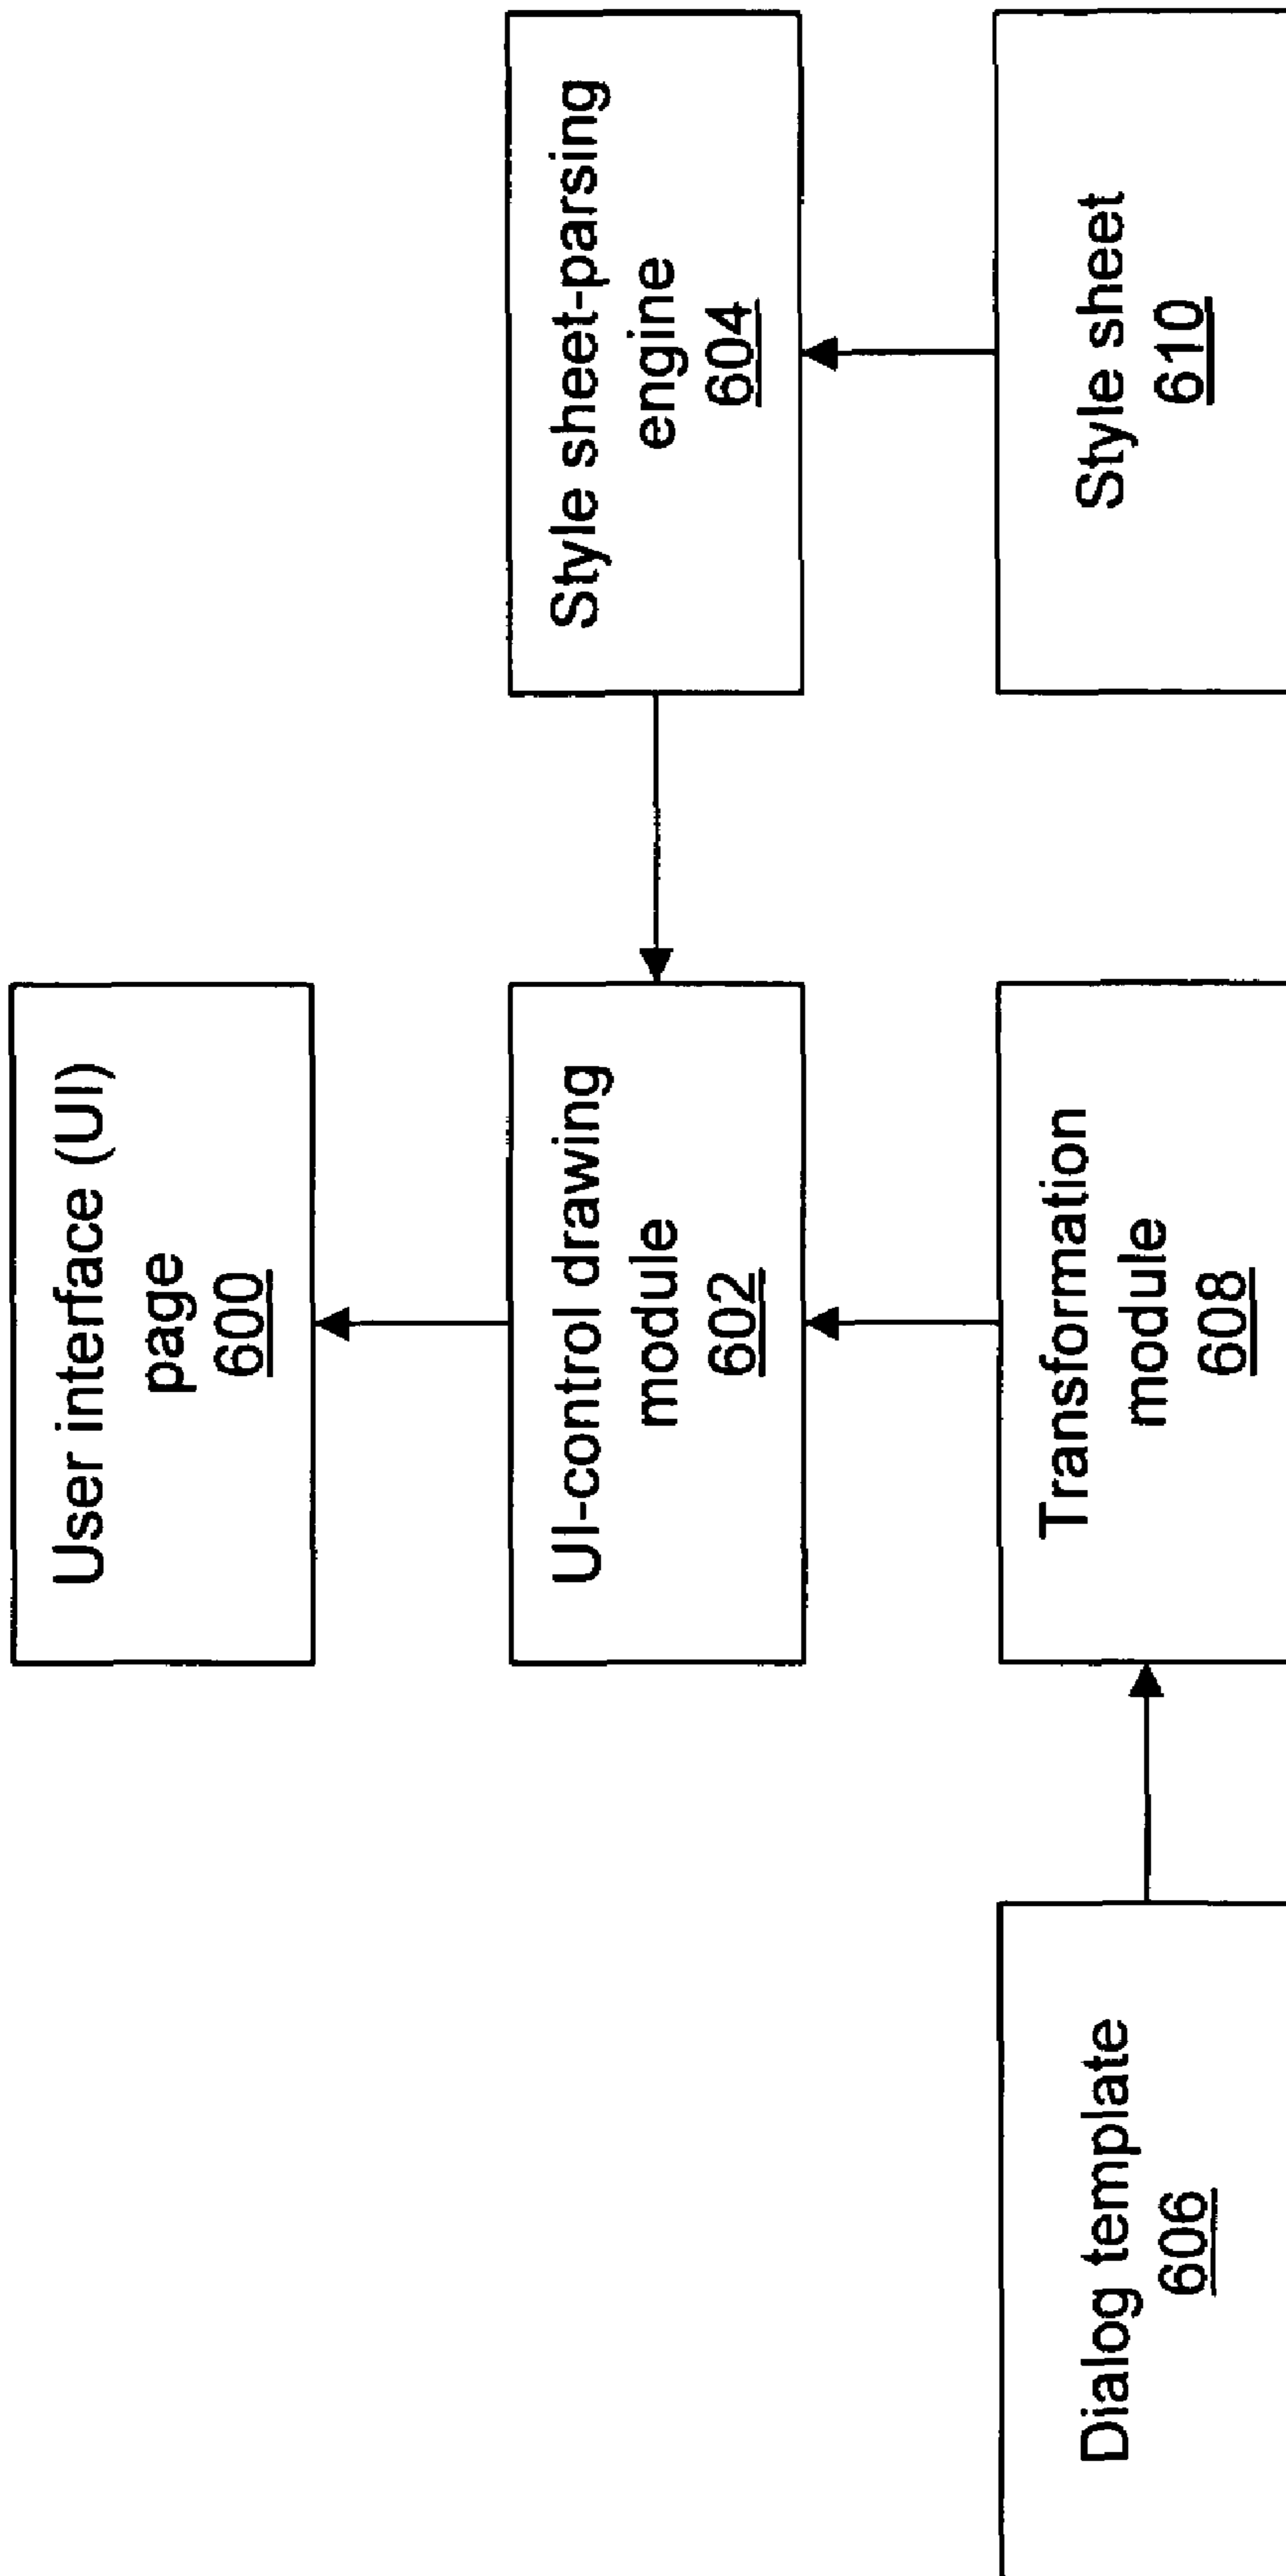 User interface (UI)
page
600
UI-control drawing
module
602
Style sheet-parsing
engine
604
Dialog template
606
Transformation
module
608
Style sheet
610